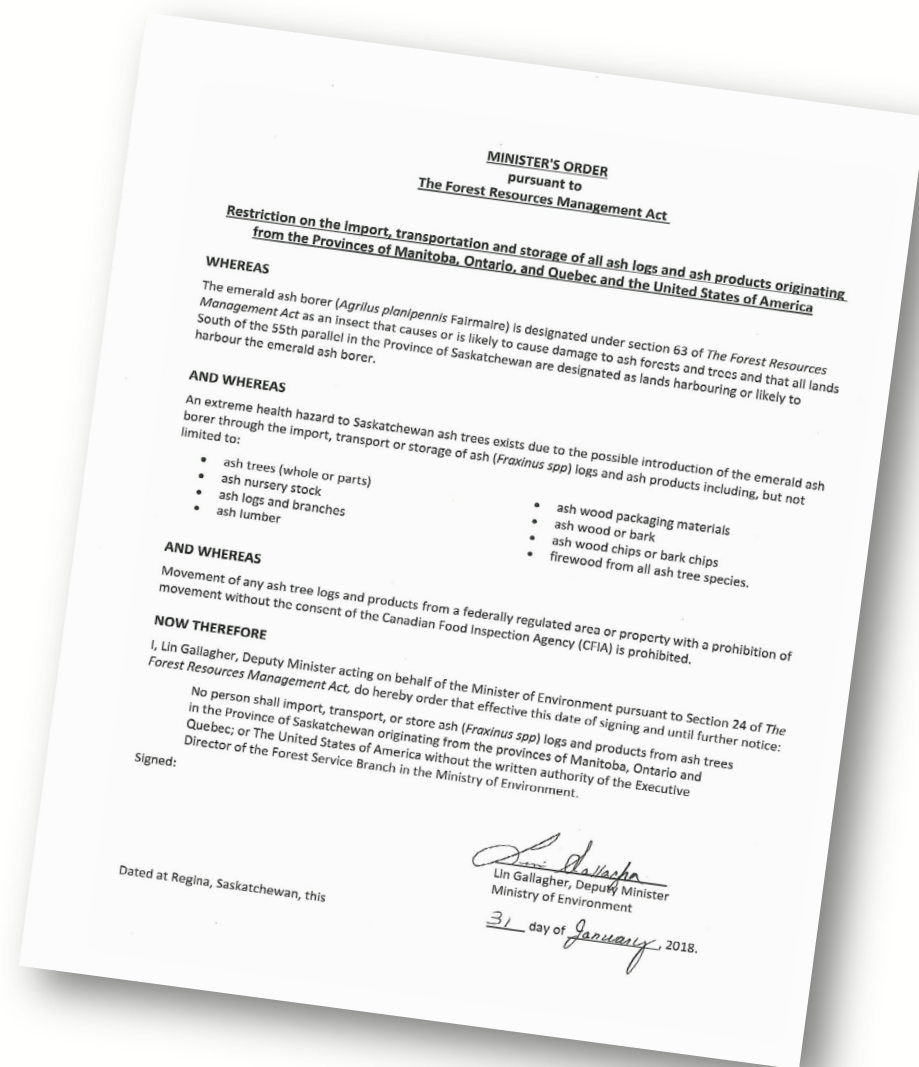 MINISTER'S ORDER
pursuant to
The Forest Resources Management Act
Restriction on the import, transportation and storage of all ash logs and ash products originating
from the Provinces of Manitoba, Ontario, and Quebec and the United States of America
WHEREAS
The emerald ash borer (Agrilus planipennis Fairmaire) is designated under section 63 of The Forest Resources
Management Act as an insect that causes or is likely to cause damage to ash forests and trees and that all lands
South of the 55th parallel in the Province of Saskatchewan are designated as lands harbouring or likely to
harbour the emerald ash borer.
AND WHEREAS
An extreme health hazard to Saskatchewan ash trees exists due to the possible introduction of the emerald ash
borer through the import, transport or storage of ash (Fraxinus spp) logs and ash products including, but not
limited to:
• ash trees (whole or parts)
• ash nursery stock
• ash logs and branches
• ash lumber
• ash wood packaging materials
• ash wood or bark
• ash wood chips or bark chips
• firewood from all ash tree species.
AND WHEREAS
Movement of any ash tree logs and products from a federally regulated area or property with a prohibition of
movement without the consent of the Canadian Food Inspection Agency (CFIA) is prohibited.
NOW THEREFORE
I, Lin Gallagher, Deputy Minister acting on behalf of the Minister of Environment pursuant to Section 24 of The
Forest Resources Management Act, do hereby order that effective this date of signing and until further notice:
No person shall import, transport, or store ash (Fraxinus spp) logs and products from ash trees
in the Province of Saskatchewan originating from the provinces of Manitoba, Ontario and
Quebec; or The United States of America without the written authority of the Executive
Director of the Forest Service Branch in the Ministry of Environment.
Signed:
Lin Gallagher
Lin Gallagher, Deputy Minister
Ministry of Environment
Dated at Regina, Saskatchewan, this
31 day of January, 2018.